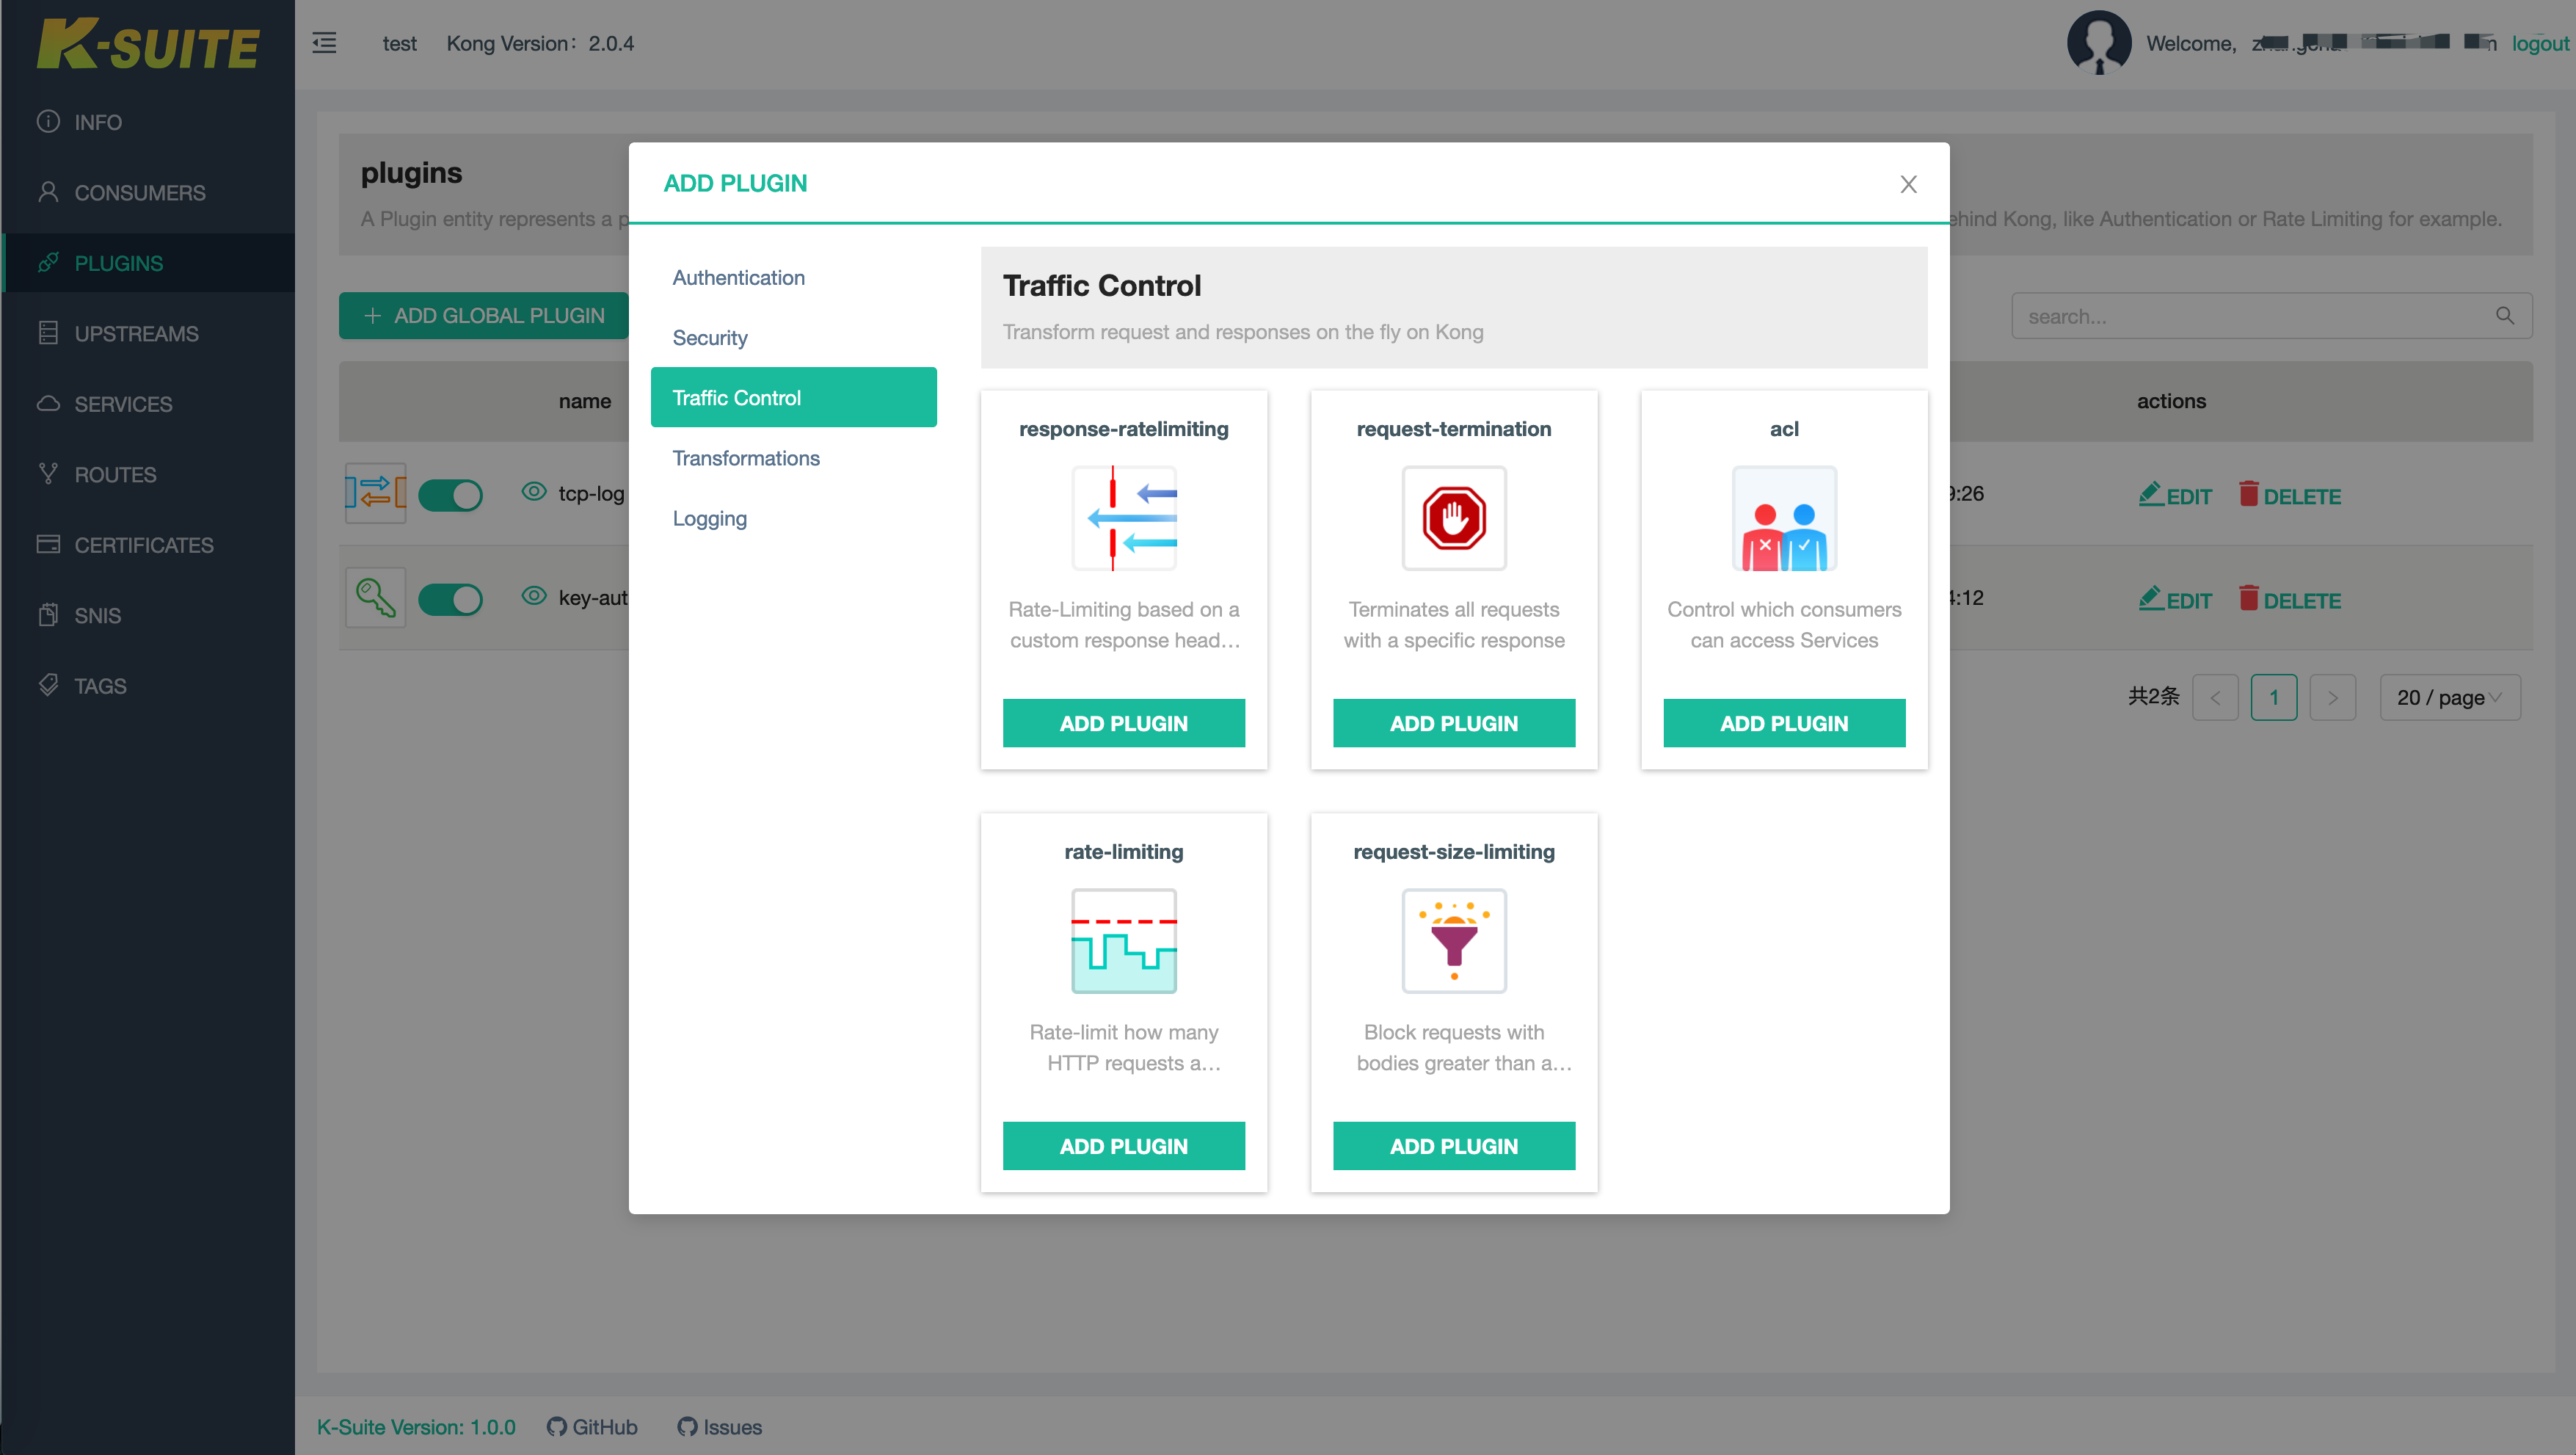 K-SUITE
test Kong Version：2.0.4
Welcome,
logout
INFO
CONSUMERS
PLUGINS
UPSTREAMS
SERVICES
ROUTES
CERTIFICATES
SNIS
TAGS
plugins
A Plugin entity represents a
ehind Kong, like Authentication or Rate Limiting for example.
ADD GLOBAL PLUGIN
search...
name
actions
tcp-log
9:26
EDIT DELETE
key-aut
4:12
EDIT DELETE
共2条
1
20 / page
ADD PLUGIN
Authentication
Security
Traffic Control
Transformations
Logging
Traffic Control
Transform request and responses on the fly on Kong
response-ratelimiting
Rate-Limiting based on a
custom response head...
ADD PLUGIN
request-termination
Terminates all requests
with a specific response
ADD PLUGIN
acl
Control which consumers
can access Services
ADD PLUGIN
rate-limiting
Rate-limit how many
HTTP requests a...
ADD PLUGIN
request-size-limiting
Block requests with
bodies greater than a...
ADD PLUGIN
K-Suite Version: 1.0.0
GitHub
Issues